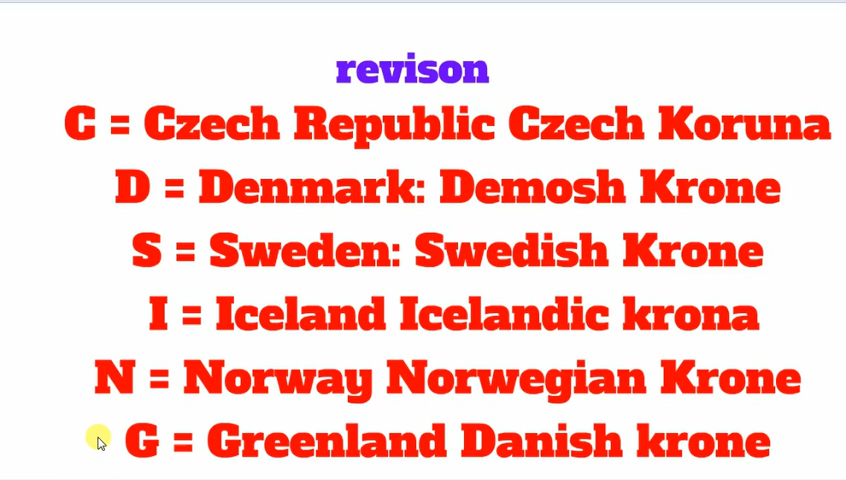 revison
C = Czech Republic Czech Koruna
D = Denmark: Demosh Krone
S = Sweden: Swedish Krone
I = Iceland Icelandic krona
N = Norway Norwegian Krone
G = Greenland Danish krone